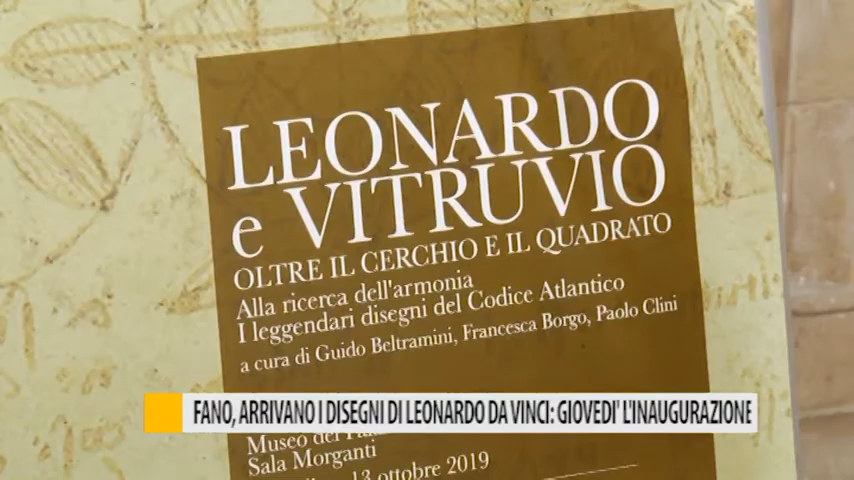 LEONARDO
e VITRUVIO
OLTRE IL CERCHIO E IL QUADRATO
Alla ricerca dell'armonia
I leggendari disegni del Codice Atlantico
a cura di Guido Beltramini, Francesca Borgo, Paolo Clini
FANO, ARRIVANO I DISEGNI DI LEONARDO DA VINCI: GIOVEDI' L'INAUGURAZIONE
Museo del
Sala Morganti
13 ottobre 2019